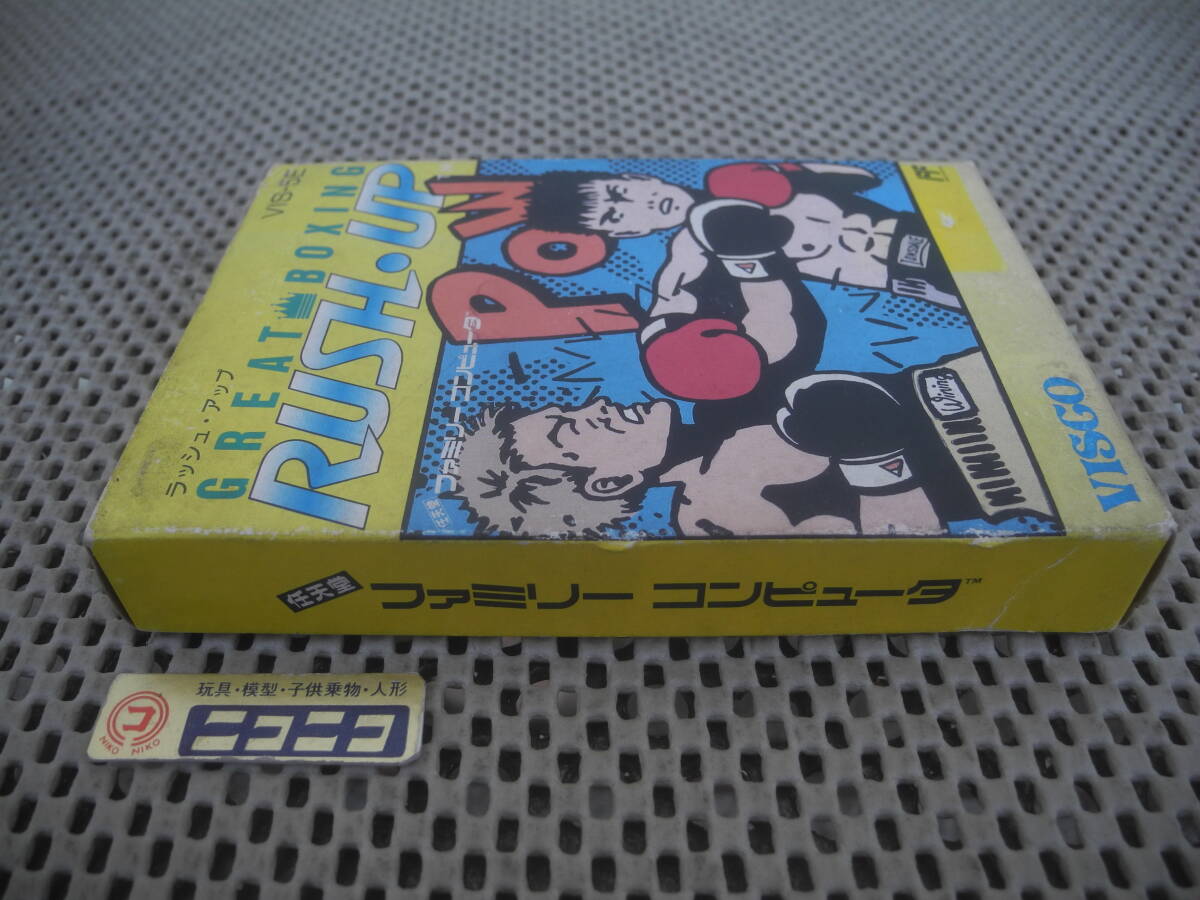 VIS-3E
ラッシュ・アップ
GREAT BOXING
RUSH・UP
POW
任天堂
ファミリー コンピュータ
Winning
VISCO
任天堂 ファミリー コンピュータ™
玩具・模型・子供乗物・人形
ニコニコ
NIKO NIKO